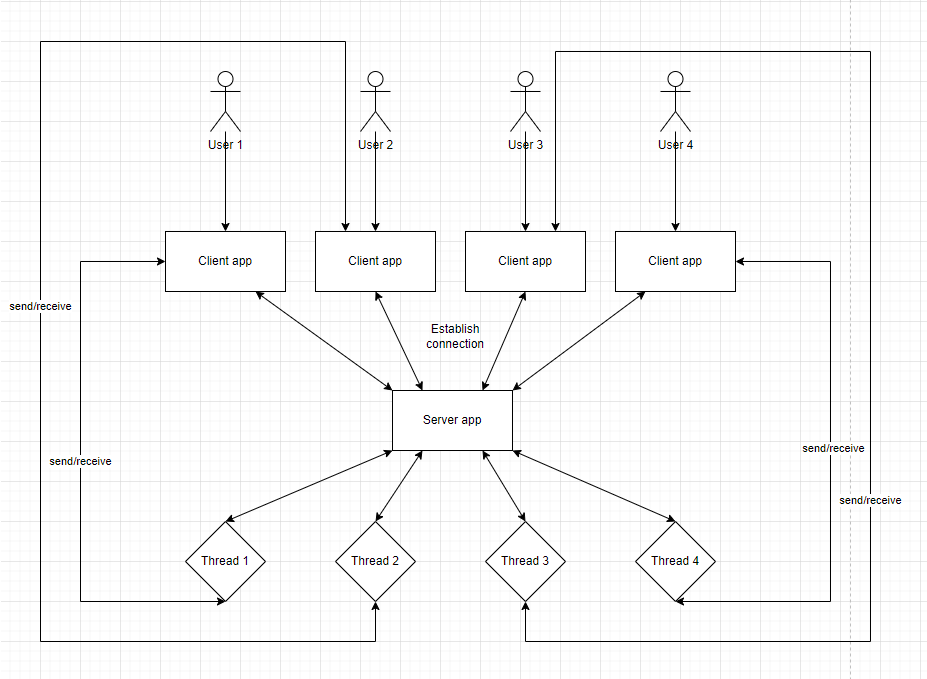 User 1
User 2
User 3
User 4
Client app
Client app
Client app
Client app
send/receive
Establish
connection
Server app
send/receive
send/receive
send/receive
Thread 1
Thread 2
Thread 3
Thread 4